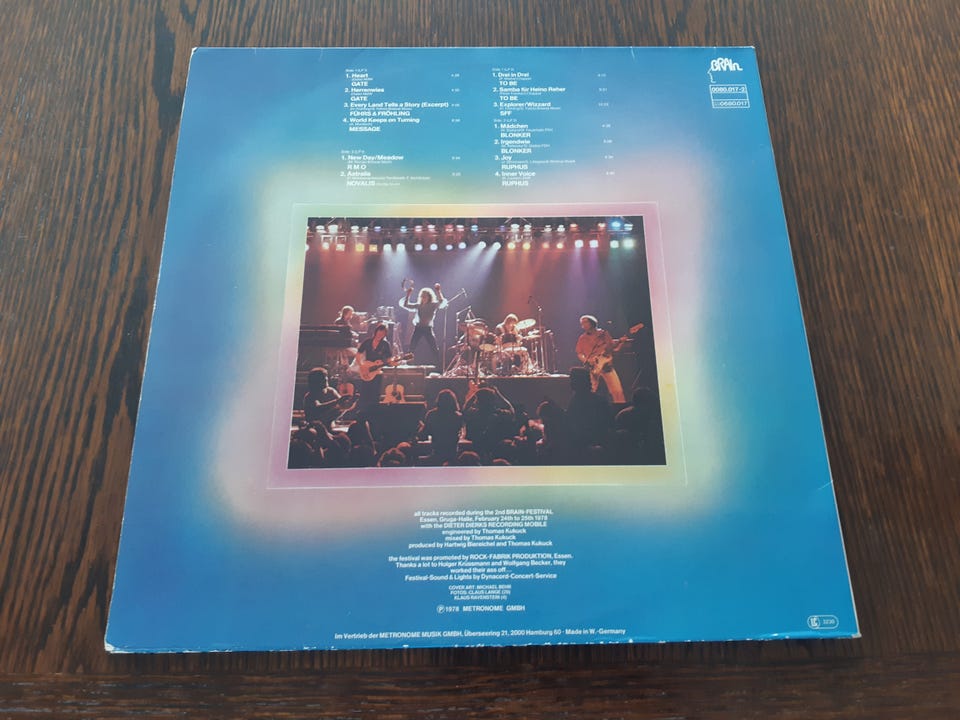 Side 1 (LP I)
1. Heart
GATE
2. Herrenwies
GATE
3. Every Land Tells a Story (Excerpt)
FÜHRS & FRÖHLING
4. World Keeps on Turning
MESSAGE
1. New Day/Meadow
R M O
2. Astralis
NOVALIS
1. Drei in Drei
TO BE
2. Samba für Heino Reher
TO BE
3. Explorer/Wizzard
SFF
1. Mädchen
BLONKER
2. Irgendwie
BLONKER
3. Joy
RUPHUS
4. Inner Voice
RUPHUS
BRAIN
0080.017-2
0680.017
all tracks recorded during the 2nd BRAIN-FESTIVAL
Essen, Gruga-Halle, February 24th to 25th 1978
with the DIETER DIERKS RECORDING MOBILE
engineered by Thomas Kukuck
mixed by Thomas Kukuck
produced by Hartwig Biereichel and Thomas Kukuck
the festival was promoted by ROCK-FABRIK PRODUKTION, Essen.
Thanks a lot to Holger Krüssmann and Wolfgang Becker, they
worked their ass off...
Festival-Sound & Lights by Dynacord-Concert-Service
COVER ART: MICHAEL BEHM
FOTOS: CLAUS LANGE (29)
KLAUS RAVENSTEIN (4)
Ⓟ 1978 METRONOME GMBH
Im Vertrieb der METRONOME MUSIK GMBH, Überseering 21, 2000 Hamburg 60 · Made in W.-Germany
LC 3230